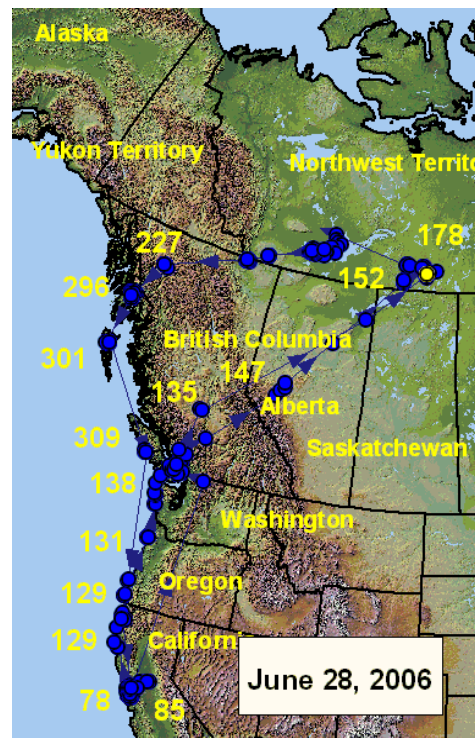 Alaska
Yukon Territory
Northwest Territo
178
227
152
296
British Columbia
301
147
135
Alberta
309
Saskatchewan
138
Washington
131
Oregon
129
129
Californi
June 28, 2006
78
85